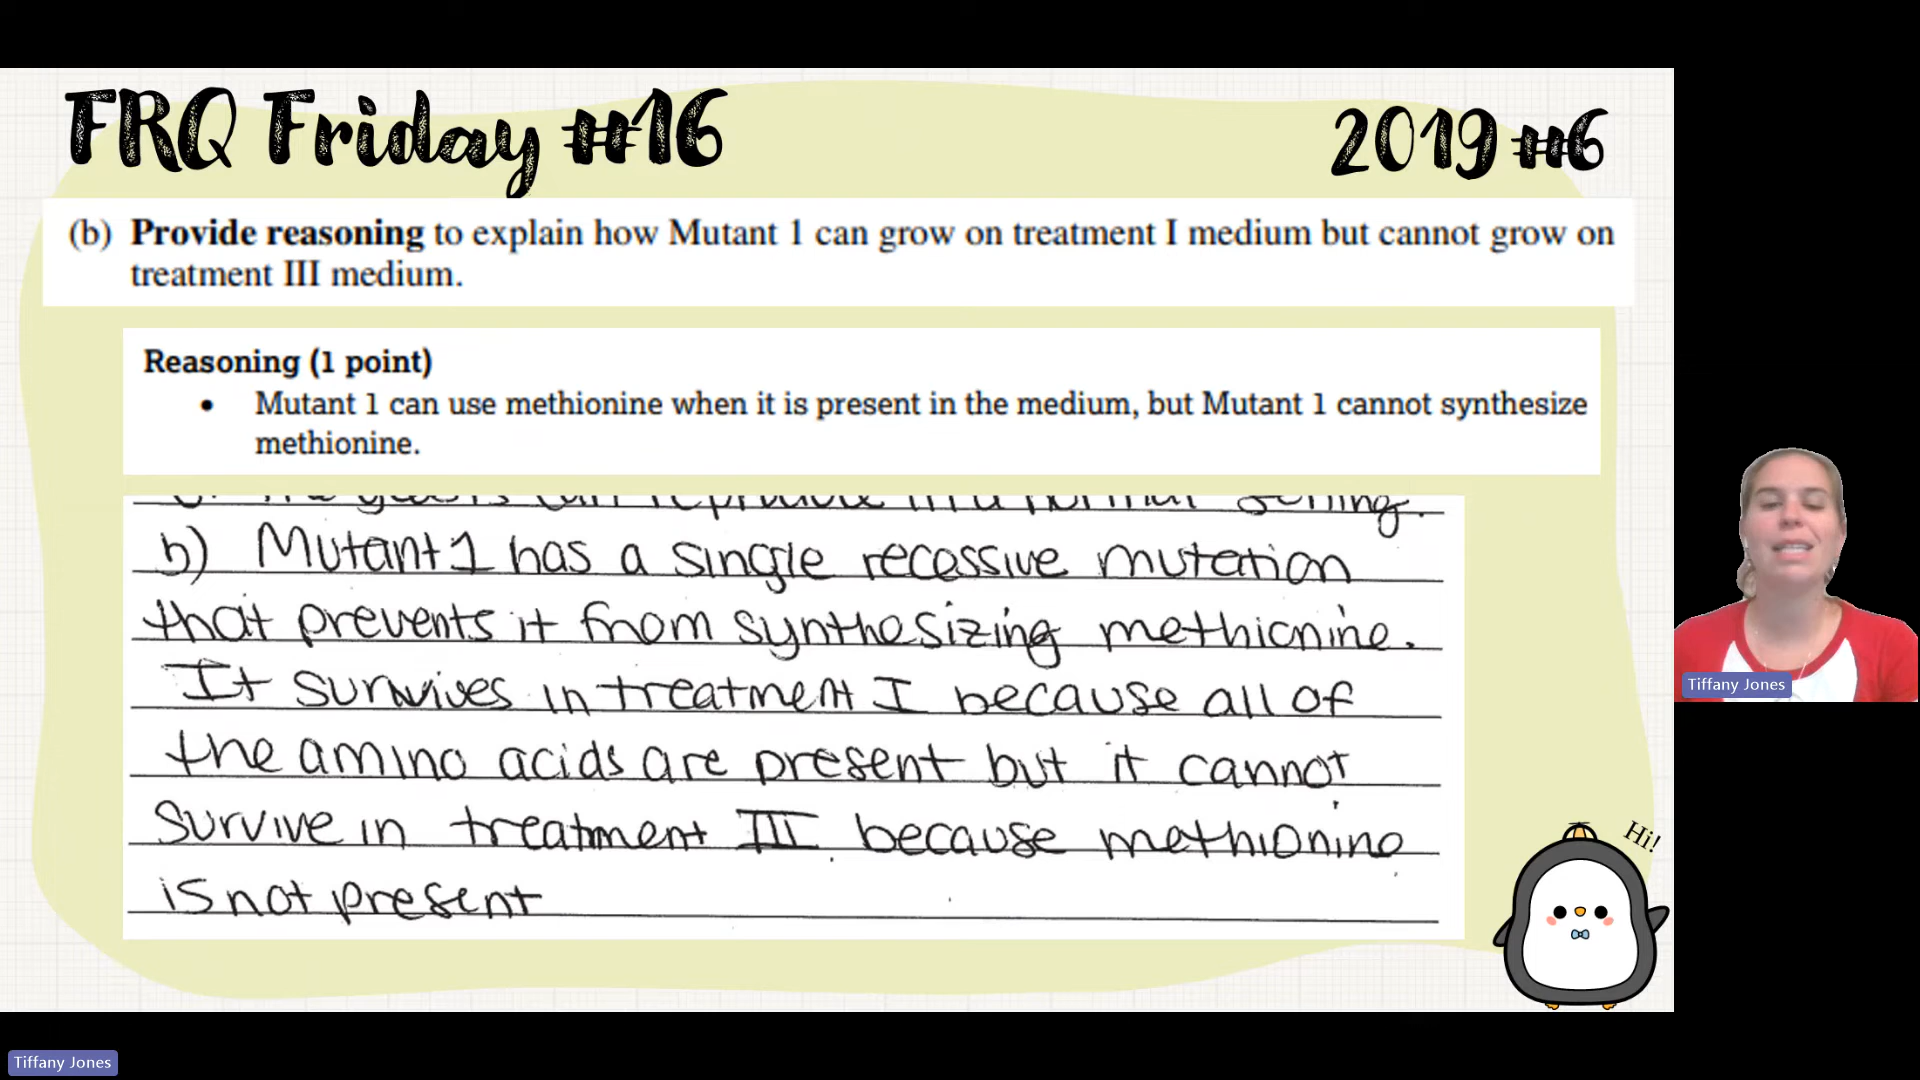 FRQ Friday #16
2019 #6
(b) Provide reasoning to explain how Mutant 1 can grow on treatment I medium but cannot grow on
treatment III medium.
Reasoning (1 point)
• Mutant 1 can use methionine when it is present in the medium, but Mutant 1 cannot synthesize
methionine.
b) Mutant 1 has a single recessive mutation
that prevents it from synthesizing methionine.
It survives in treatment I because all of
the amino acids are present but it cannot
survive in treatment III because methionine
is not present
Hi!
Tiffany Jones
Tiffany Jones